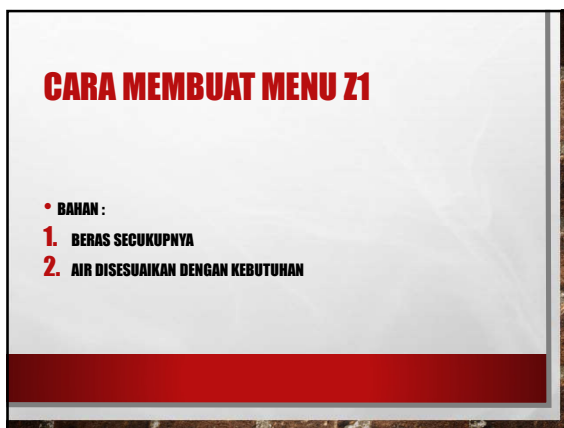 CARA MEMBUAT MENU Z1
• BAHAN :
1. BERAS SECUKUPNYA
2. AIR DISESUAIKAN DENGAN KEBUTUHAN